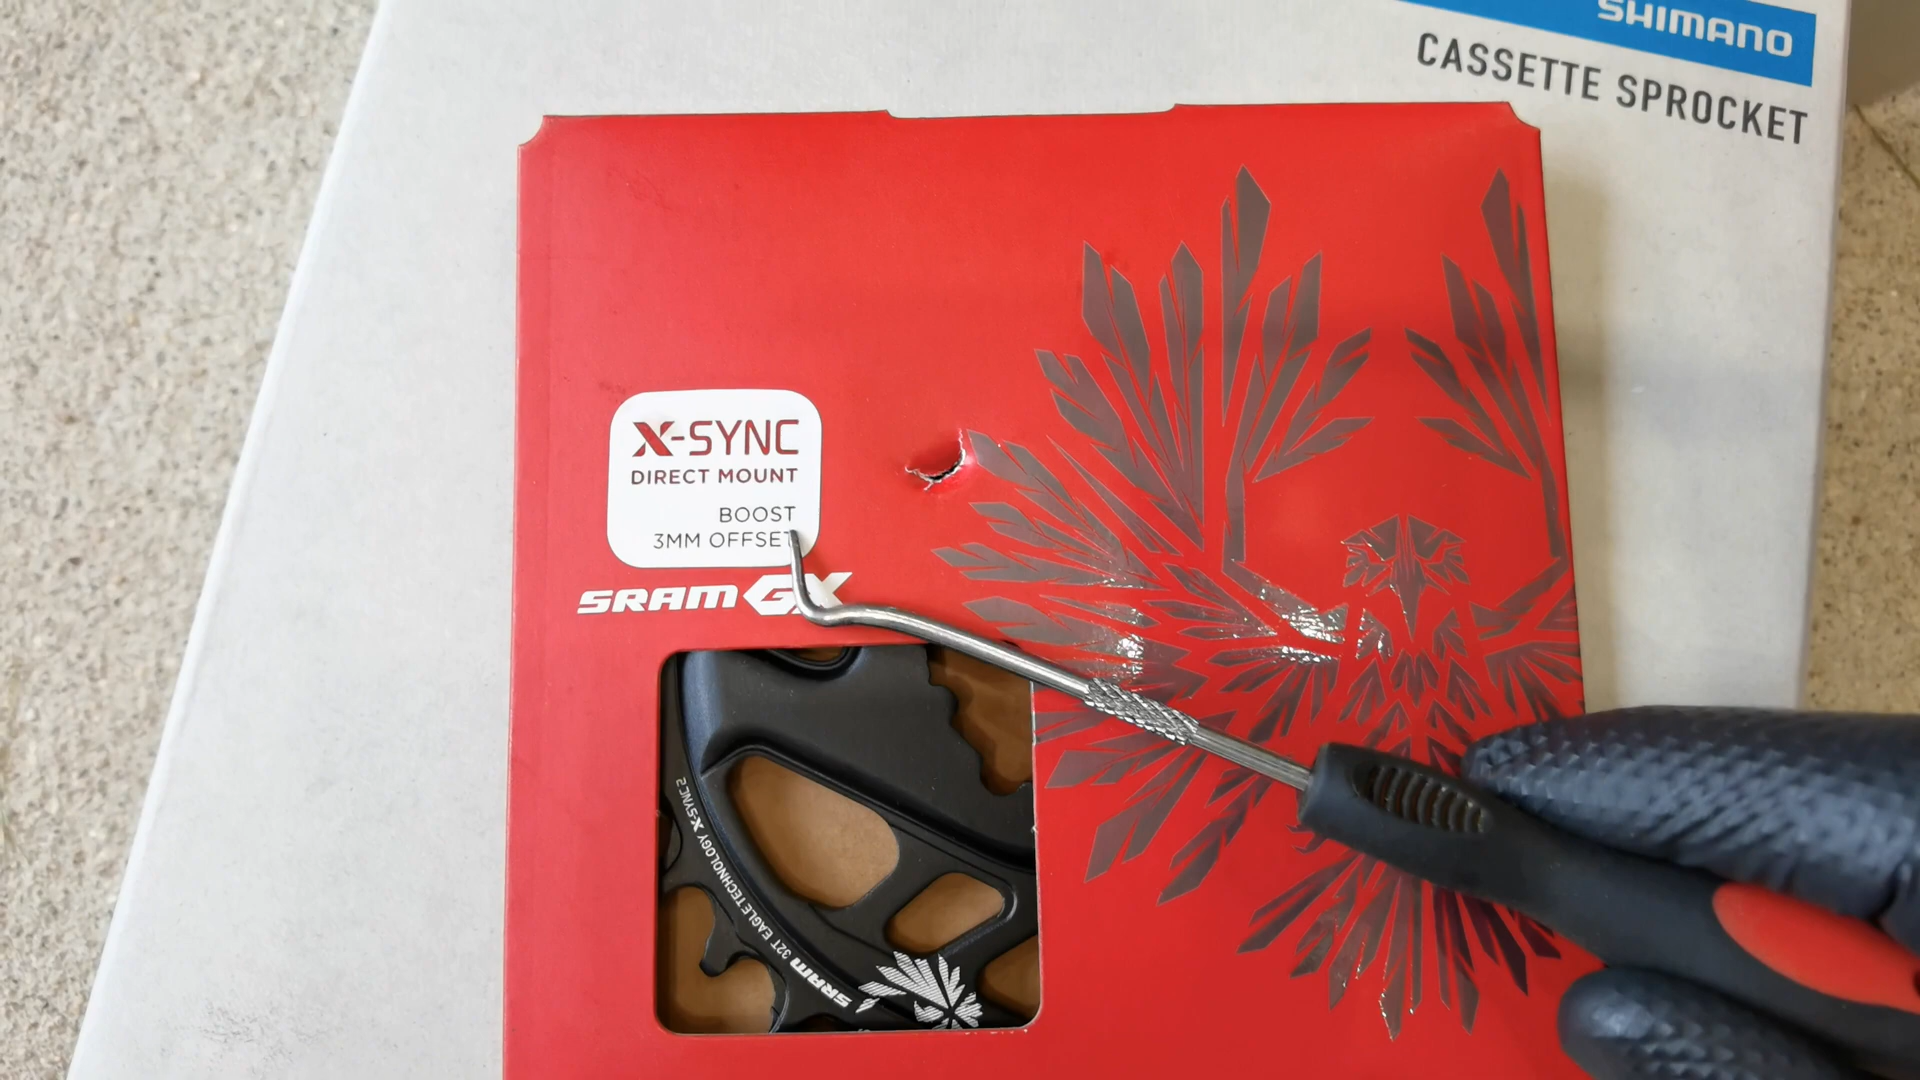 SHIMANO
CASSETTE SPROCKET
X-SYNC
DIRECT MOUNT
BOOST
3MM OFFSET
SRAM GX
SRAM 32T EAGLE TECHNOLOGY X-SYNC 2